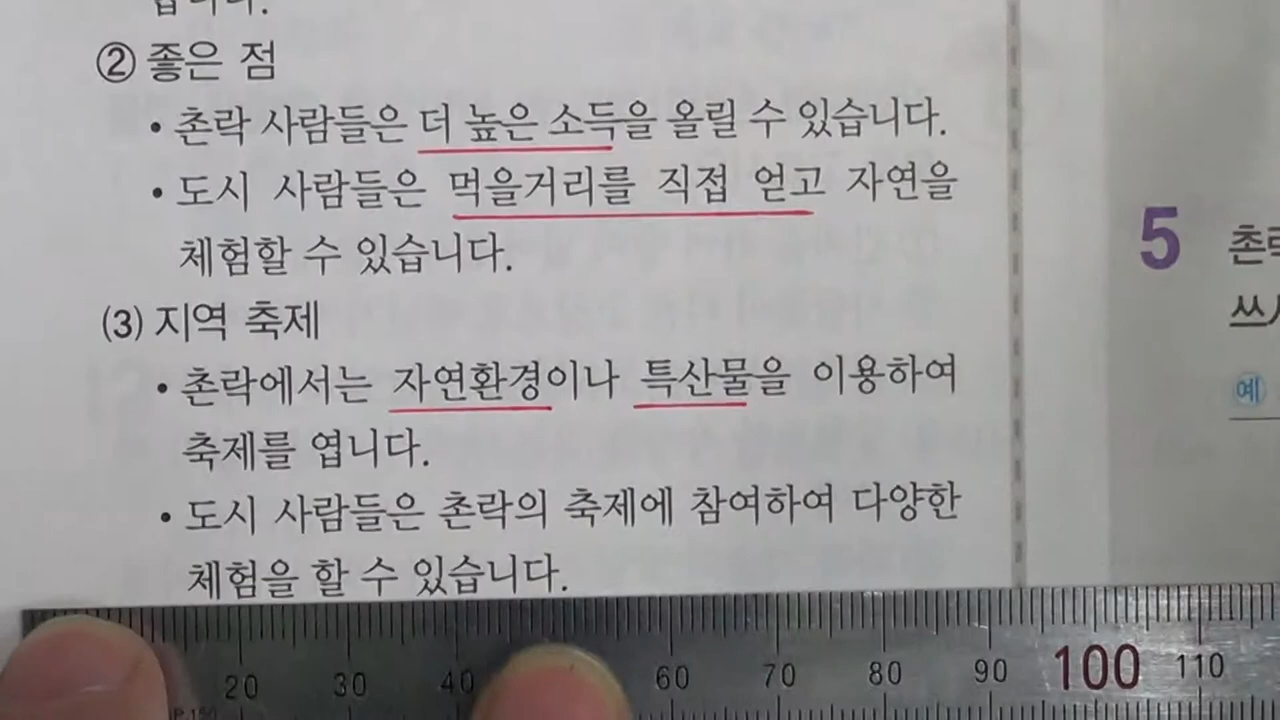 ② 좋은 점
• 촌락 사람들은 더 높은 소득을 올릴 수 있습니다.
• 도시 사람들은 먹을거리를 직접 얻고 자연을
체험할 수 있습니다.
(3) 지역 축제
• 촌락에서는 자연환경이나 특산물을 이용하여
축제를 엽니다.
• 도시 사람들은 촌락의 축제에 참여하여 다양한
체험을 할 수 있습니다.
5
예
20 30 40 60 70 80 90 100 110